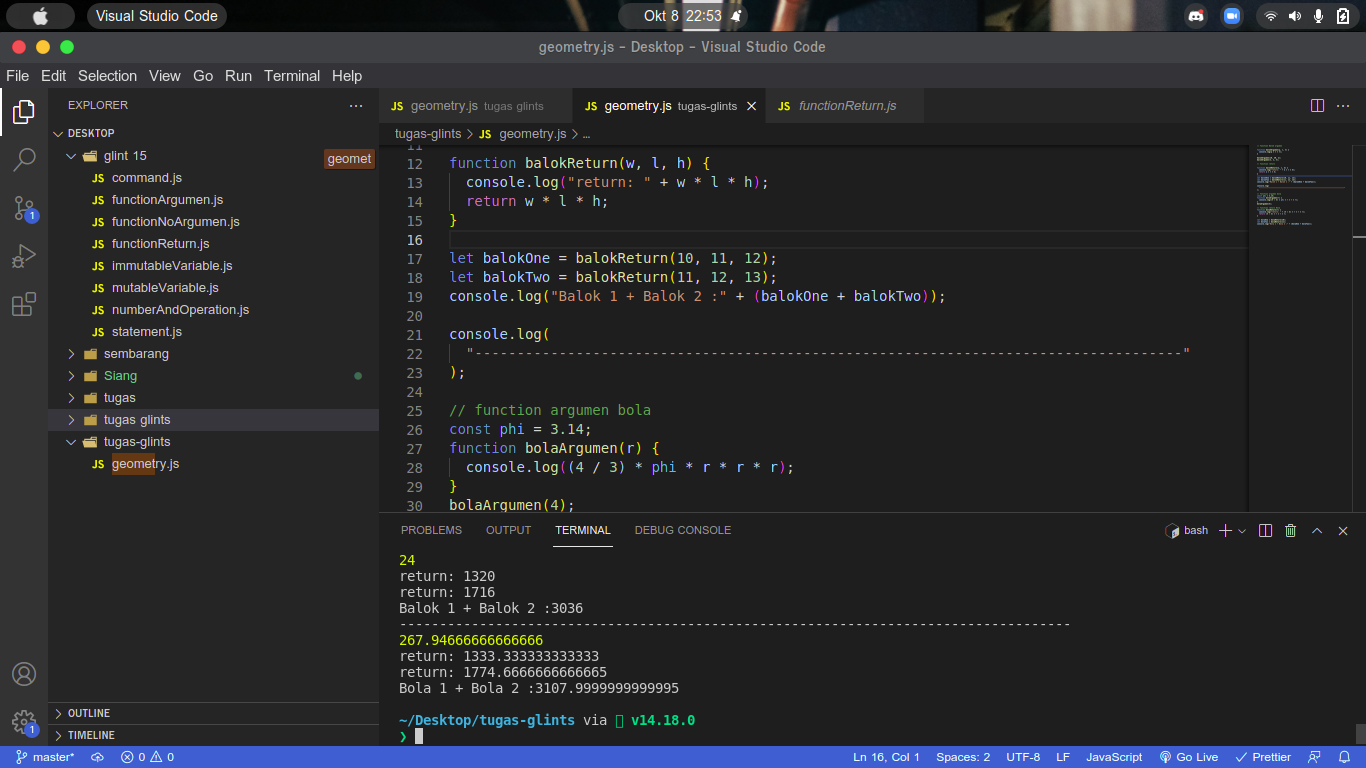 Visual Studio Code
Okt 8 22:53
geometry.js - Desktop - Visual Studio Code
File Edit Selection View Go Run Terminal Help
EXPLORER
DESKTOP
glint 15
geomet
JS command.js
JS functionArgumen.js
JS functionNoArgumen.js
JS functionReturn.js
JS immutableVariable.js
JS mutableVariable.js
JS numberAndOperation.js
JS statement.js
sembarang
Siang
tugas
tugas glints
tugas-glints
JS geometry.js
OUTLINE
TIMELINE
1
1
JS geometry.js tugas glints
JS geometry.js tugas-glints
JS functionReturn.js
tugas-glints > JS geometry.js > ...
11
12 function balokReturn(w, l, h) {
13 console.log("return: " + w * l * h);
14 return w * l * h;
15 }
16
17 let balokOne = balokReturn(10, 11, 12);
18 let balokTwo = balokReturn(11, 12, 13);
19 console.log("Balok 1 + Balok 2 :" + (balokOne + balokTwo));
20
21 console.log(
22 "------------------------------------------------------------------------------------"
23 );
24
25 // function argumen bola
26 const phi = 3.14;
27 function bolaArgumen(r) {
28 console.log((4 / 3) * phi * r * r * r);
29 }
30 bolaArgumen(4);
PROBLEMS OUTPUT TERMINAL DEBUG CONSOLE
bash
24
return: 1320
return: 1716
Balok 1 + Balok 2 :3036
------------------------------------------------------------------------------------
267.94666666666666
return: 1333.333333333333
return: 1774.6666666666665
Bola 1 + Bola 2 :3107.9999999999995
~/Desktop/tugas-glints via v14.18.0
❯
master* 0 0
Ln 16, Col 1 Spaces: 2 UTF-8 LF JavaScript Go Live Prettier